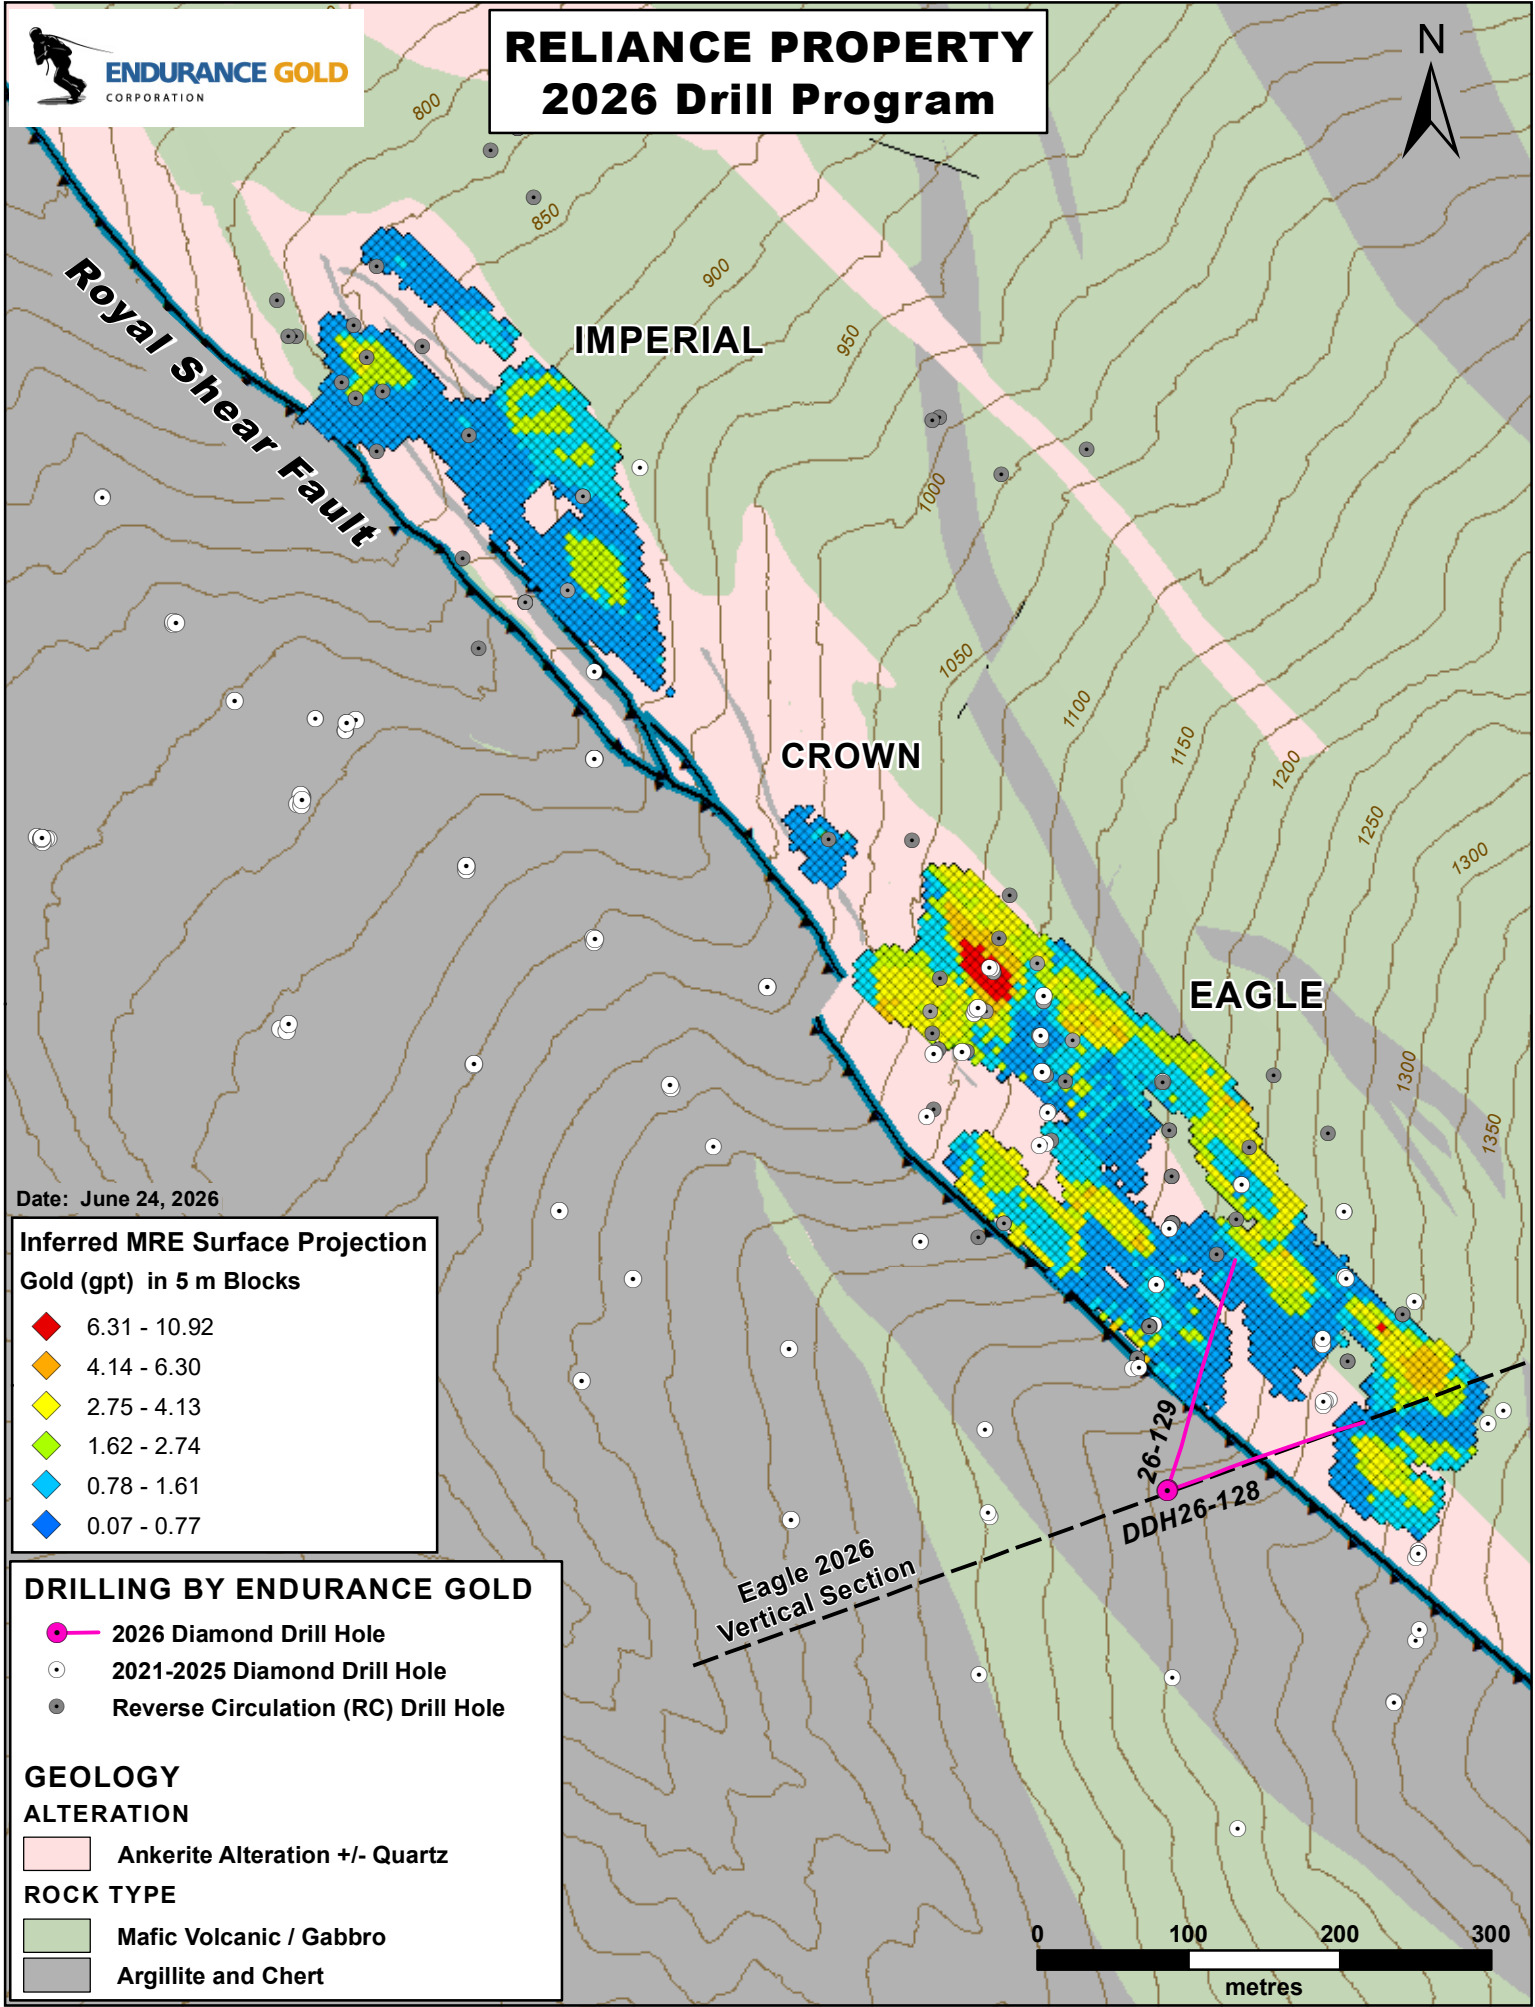 ENDURANCE GOLD
CORPORATION
RELIANCE PROPERTY
2026 Drill Program
N
800
850
900
950
1000
1050
1100
1150
1200
1250
1300
1300
1350
Royal Shear Fault
IMPERIAL
CROWN
EAGLE
26-129
DDH26-128
Eagle 2026
Vertical Section
Date: June 24, 2026
Inferred MRE Surface Projection
Gold (gpt) in 5 m Blocks
6.31 - 10.92
4.14 - 6.30
2.75 - 4.13
1.62 - 2.74
0.78 - 1.61
0.07 - 0.77
DRILLING BY ENDURANCE GOLD
2026 Diamond Drill Hole
2021-2025 Diamond Drill Hole
Reverse Circulation (RC) Drill Hole
GEOLOGY
ALTERATION
Ankerite Alteration +/- Quartz
ROCK TYPE
Mafic Volcanic / Gabbro
Argillite and Chert
0 100 200 300
metres